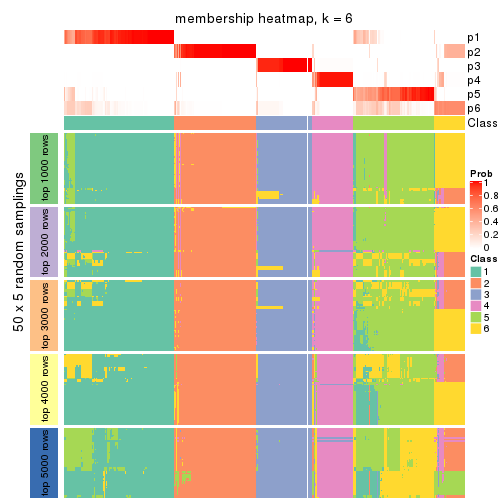 membership heatmap, k = 6
p1
p2
p3
p4
p5
p6
Class
50 x 5 random samplings
top 1000 rows
top 2000 rows
top 3000 rows
top 4000 rows
top 5000 rows
Prob
1
0.8
0.6
0.4
0.2
0
Class
1
2
3
4
5
6